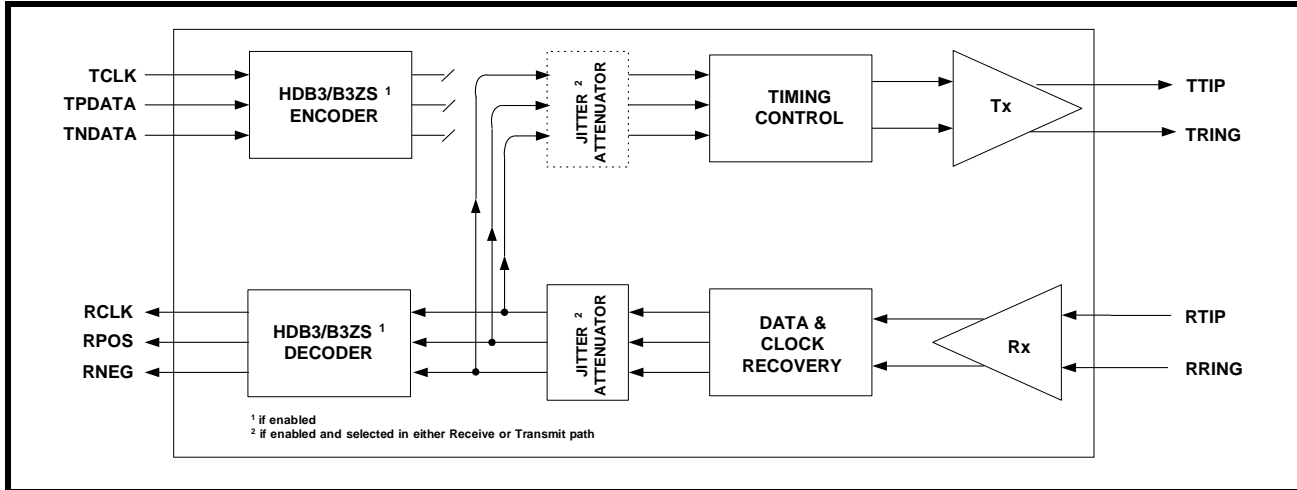 TCLK
TPDATA
TNDATA
HDB3/B3ZS 1
ENCODER
JITTER 2
ATTENUATOR
TIMING
CONTROL
Tx
TTIP
TRING
RCLK
RPOS
RNEG
HDB3/B3ZS 1
DECODER
JITTER 2
ATTENUATOR
DATA &
CLOCK
RECOVERY
Rx
RTIP
RRING
1 if enabled
2 if enabled and selected in either Receive or Transmit path